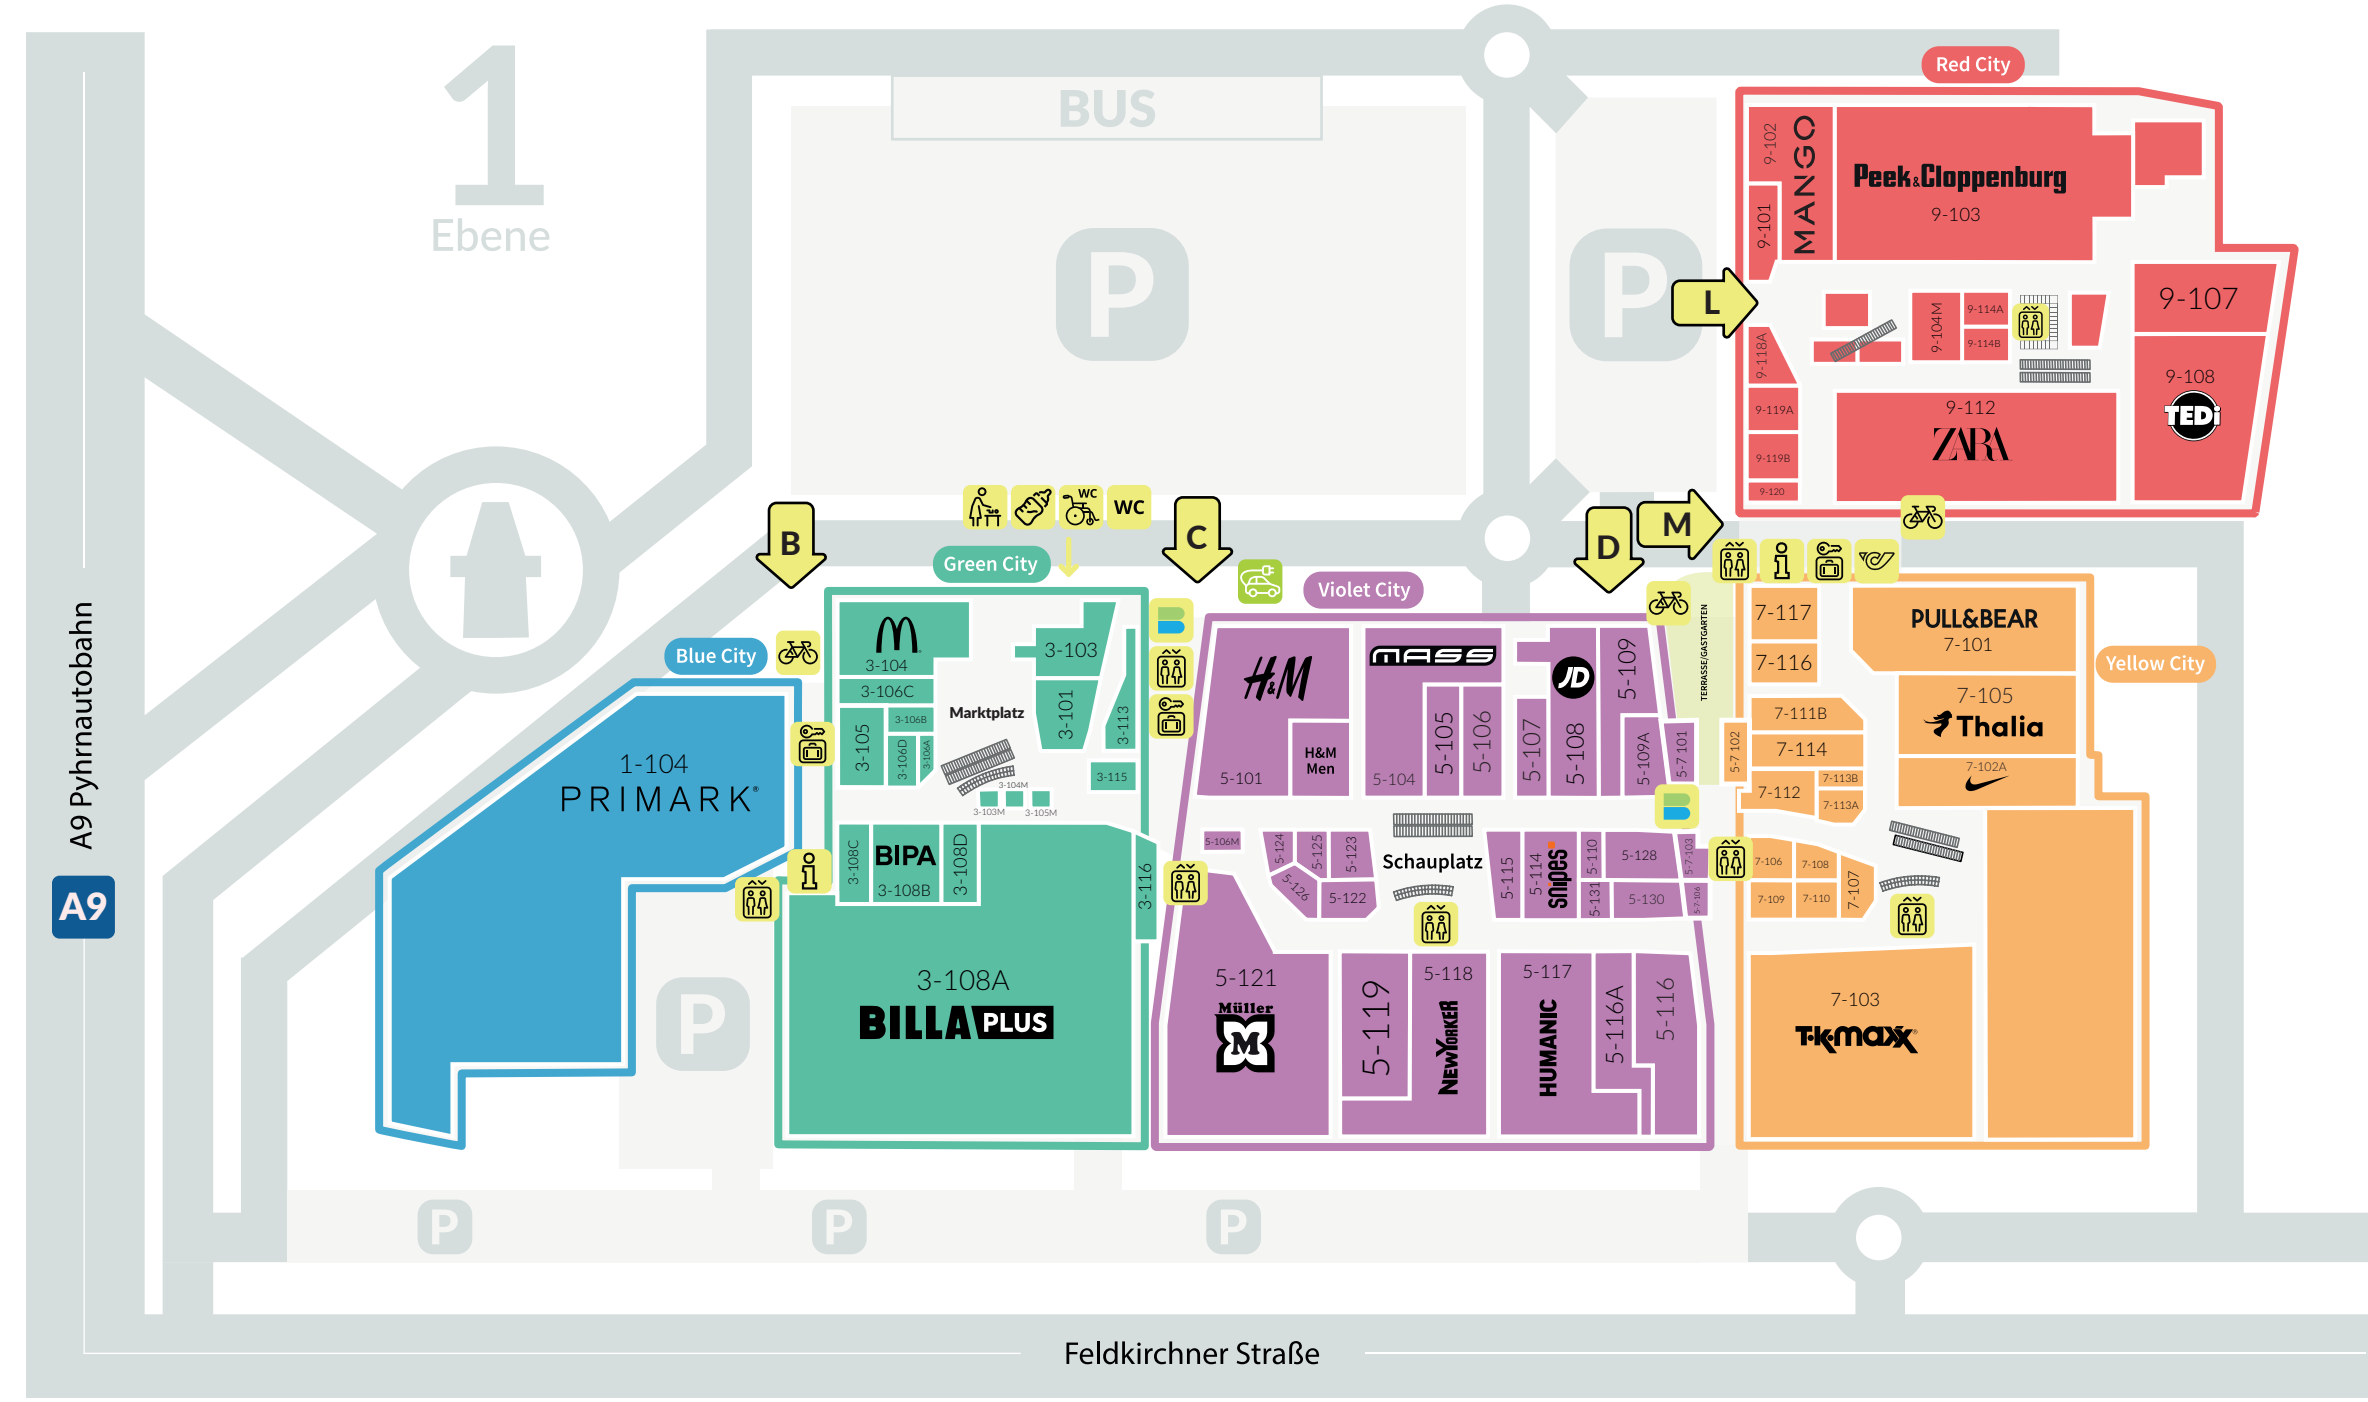 1
Ebene
BUS
P
P
Red City
9-102
MANGO
9-101
Peek&Cloppenburg
9-103
L
9-107
9-104M
9-114A
9-114B
9-118A
9-108
TEDi
9-119A
9-112
ZARA
9-119B
9-120
WC
WC
B
C
D
M
Green City
Violet City
Blue City
Yellow City
A9 Pyhrnautobahn
A9
1-104
PRIMARK
3-104
3-106C
3-105
3-106B
3-106D
3-106A
Marktplatz
3-103
3-101
3-113
3-115
3-104M
3-103M
3-105M
3-108C
BIPA
3-108B
3-108D
3-116
3-108A
BILLA PLUS
H&M
5-101
H&M
Men
MASS
5-104
5-105
5-106
5-107
JD
5-108
5-109
5-109A
5-7 101
TERRASSE/GASTGARTEN
5-106M
5-124
5-125
5-123
5-126
5-122
Schauplatz
5-115
5-114
snipes
5-110
5-131
5-128
5-130
5-7-103
5-7-106
5-121
Müller
M
5-119
5-118
NEWYORKER
5-117
HUMANIC
5-116A
5-116
7-117
7-116
PULL&BEAR
7-101
7-105
Thalia
7-102A
7-111B
7-114
7-102
7-112
7-113B
7-113A
7-106
7-108
7-107
7-109
7-110
7-103
T·K·maxx
P
P
P
P
Feldkirchner Straße